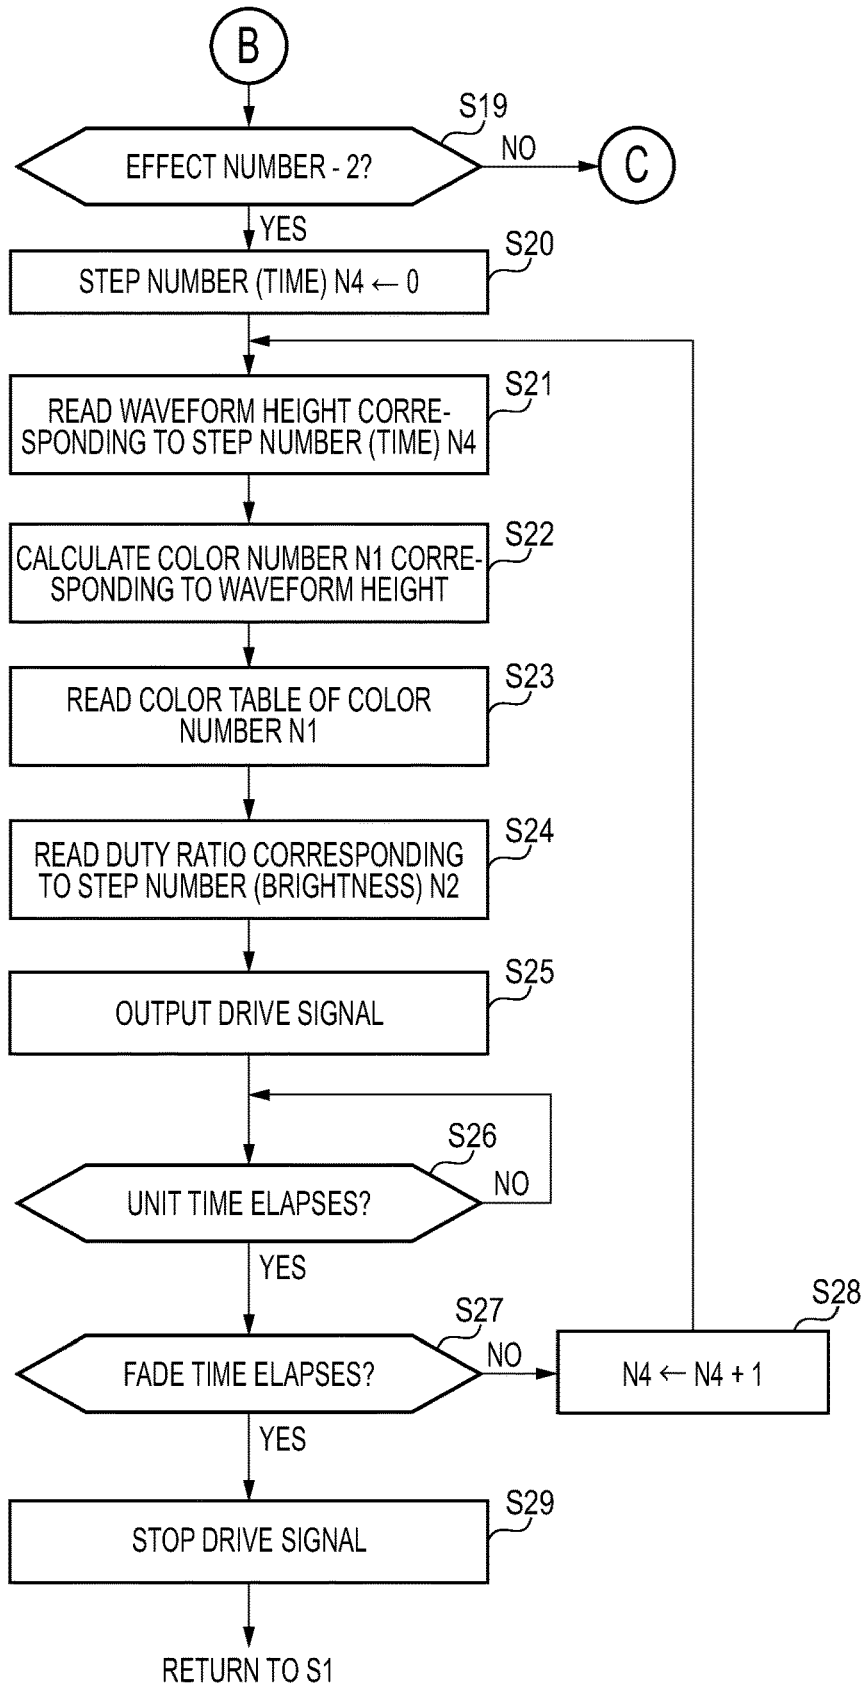 B
S19
EFFECT NUMBER - 2?
NO
C
YES
S20
STEP NUMBER (TIME) N4 ← 0
S21
READ WAVEFORM HEIGHT CORRE-
SPONDING TO STEP NUMBER (TIME) N4
S22
CALCULATE COLOR NUMBER N1 CORRE-
SPONDING TO WAVEFORM HEIGHT
S23
READ COLOR TABLE OF COLOR
NUMBER N1
S24
READ DUTY RATIO CORRESPONDING
TO STEP NUMBER (BRIGHTNESS) N2
S25
OUTPUT DRIVE SIGNAL
S26
UNIT TIME ELAPSES?
NO
YES
S27
FADE TIME ELAPSES?
NO
S28
N4 ← N4 + 1
YES
S29
STOP DRIVE SIGNAL
RETURN TO S1